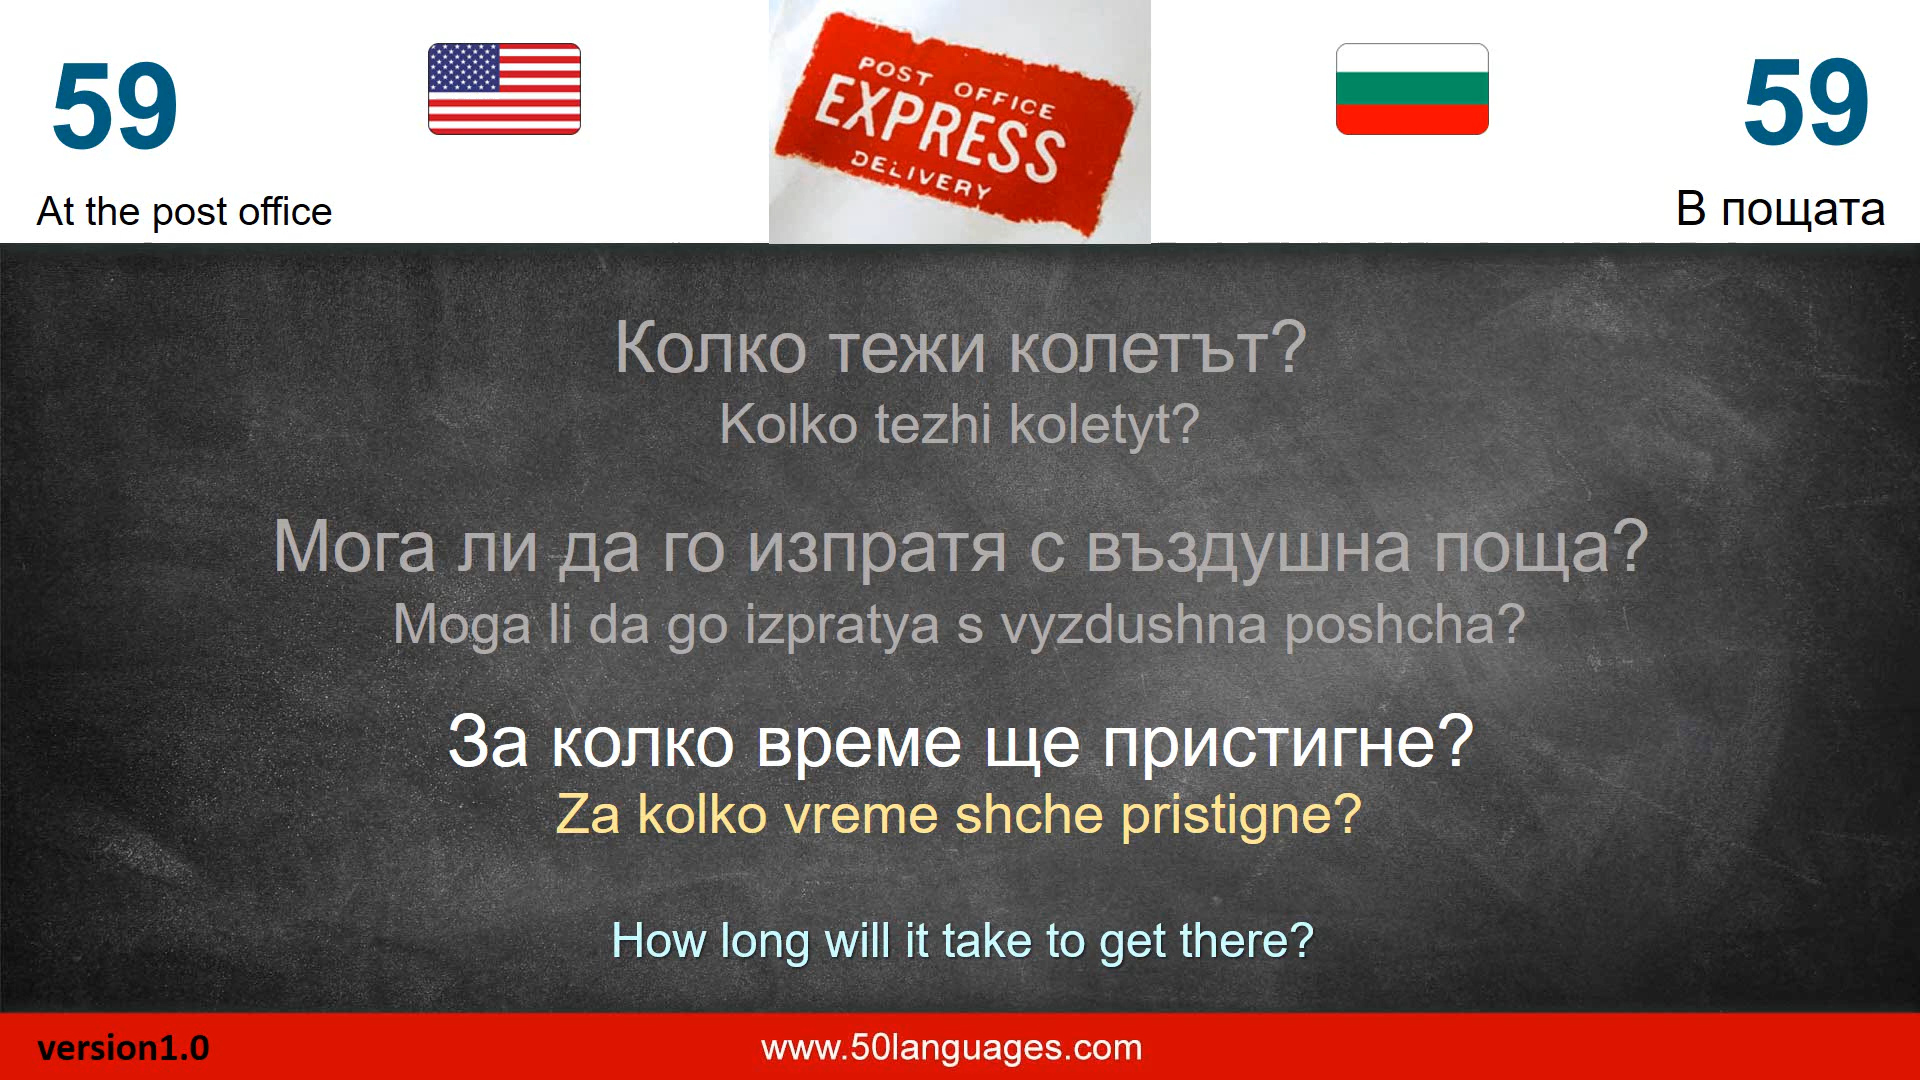 59
59
At the post office
POST OFFICE
EXPRESS
DELIVERY
В пощата
Колко тежи колетът?
Kolko tezhi koletyt?
Мога ли да го изпратя с въздушна поща?
Moga li da go izpratya s vyzdushna poshcha?
За колко време ще пристигне?
Za kolko vreme shche pristigne?
How long will it take to get there?
version1.0
www.50languages.com